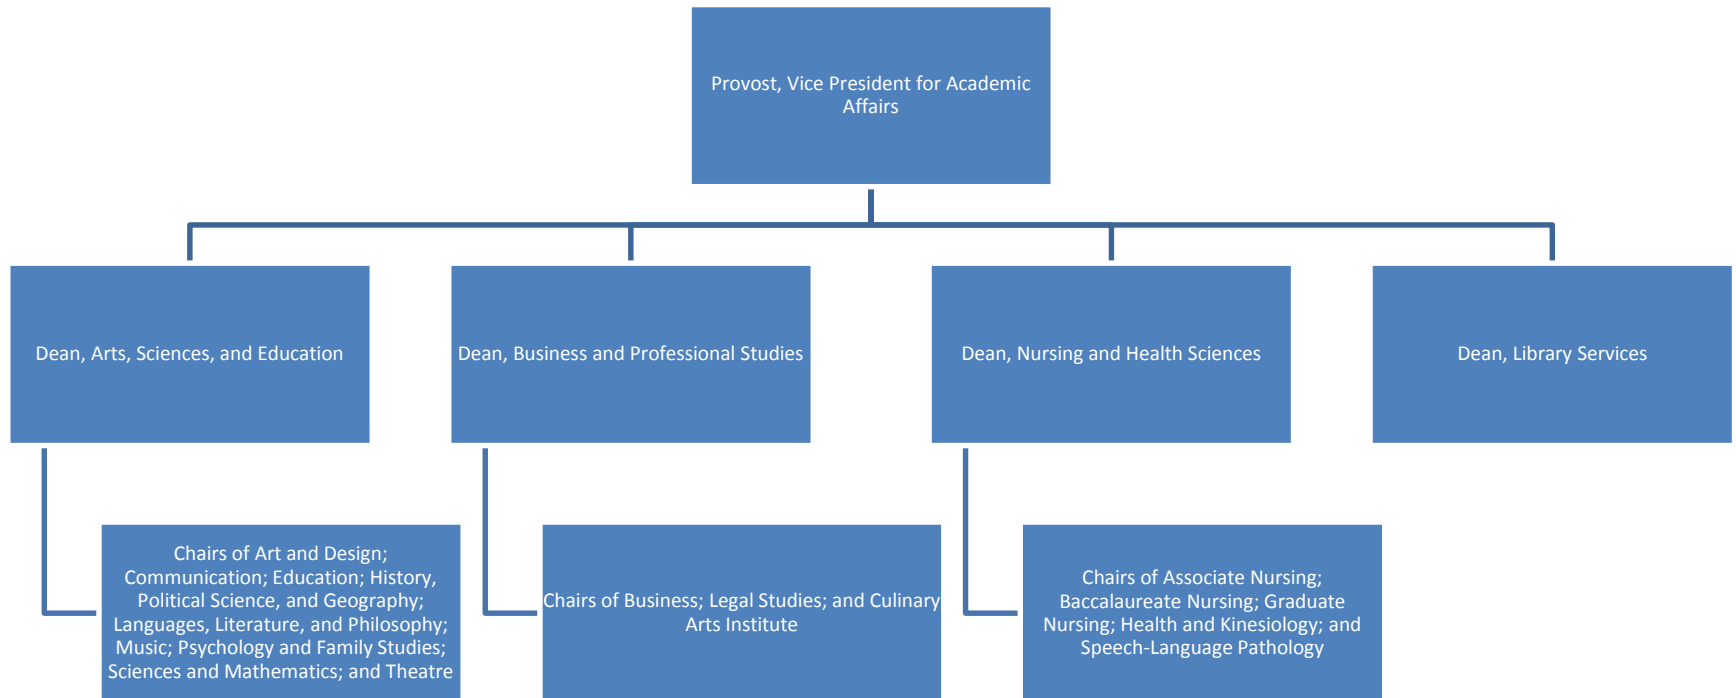 Provost, Vice President for Academic
Affairs
Dean, Arts, Sciences, and Education
Dean, Business and Professional Studies
Dean, Nursing and Health Sciences
Dean, Library Services
Chairs of Art and Design;
Communication; Education; History,
Political Science, and Geography;
Languages, Literature, and Philosophy;
Music; Psychology and Family Studies;
Sciences and Mathematics; and Theatre
Chairs of Business; Legal Studies; and Culinary
Arts Institute
Chairs of Associate Nursing;
Baccalaureate Nursing; Graduate
Nursing; Health and Kinesiology; and
Speech-Language Pathology